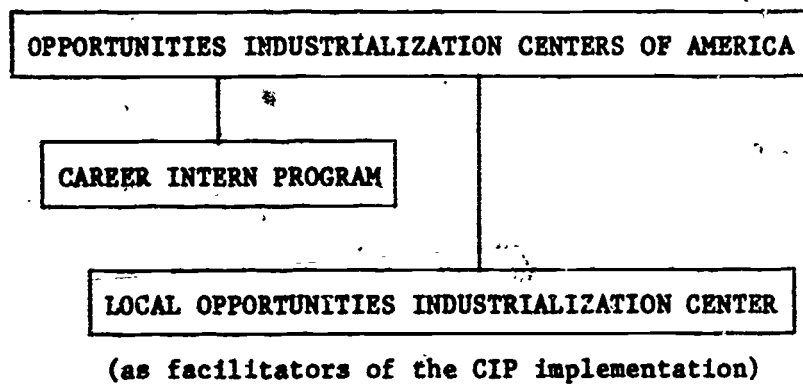 OPPORTUNITIES INDUSTRIALIZATION CENTERS OF AMERICA
CAREER INTERN PROGRAM
LOCAL OPPORTUNITIES INDUSTRIALIZATION CENTER
(as facilitators of the CIP implementation)